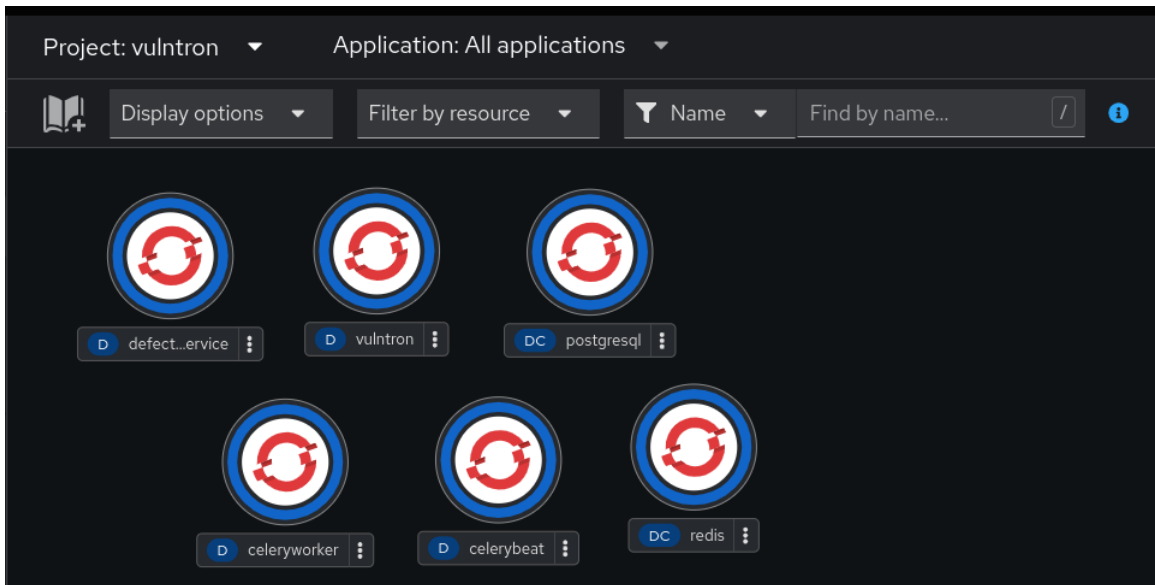 Project: vulntron Application: All applications
Display options Filter by resource Name Find by name... /
D defect...ervice
D vulntron
DC postgresql
D celeryworker
D celerybeat
DC redis